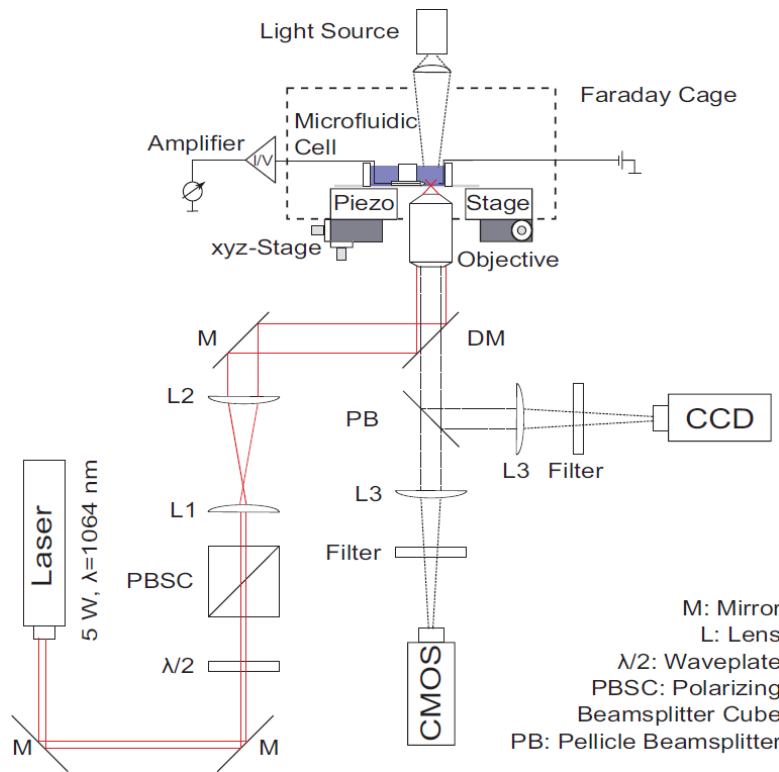 Light Source
Faraday Cage
Microfluidic
Cell
Amplifier
I/V
Piezo
Stage
xyz-Stage
Objective
M
DM
L2
PB
CCD
L3
Filter
L1
L3
Laser
5 W, λ=1064 nm
PBSC
Filter
λ/2
CMOS
M
M
M: Mirror
L: Lens
λ/2: Waveplate
PBSC: Polarizing
Beamsplitter Cube
PB: Pellicle Beamsplitter